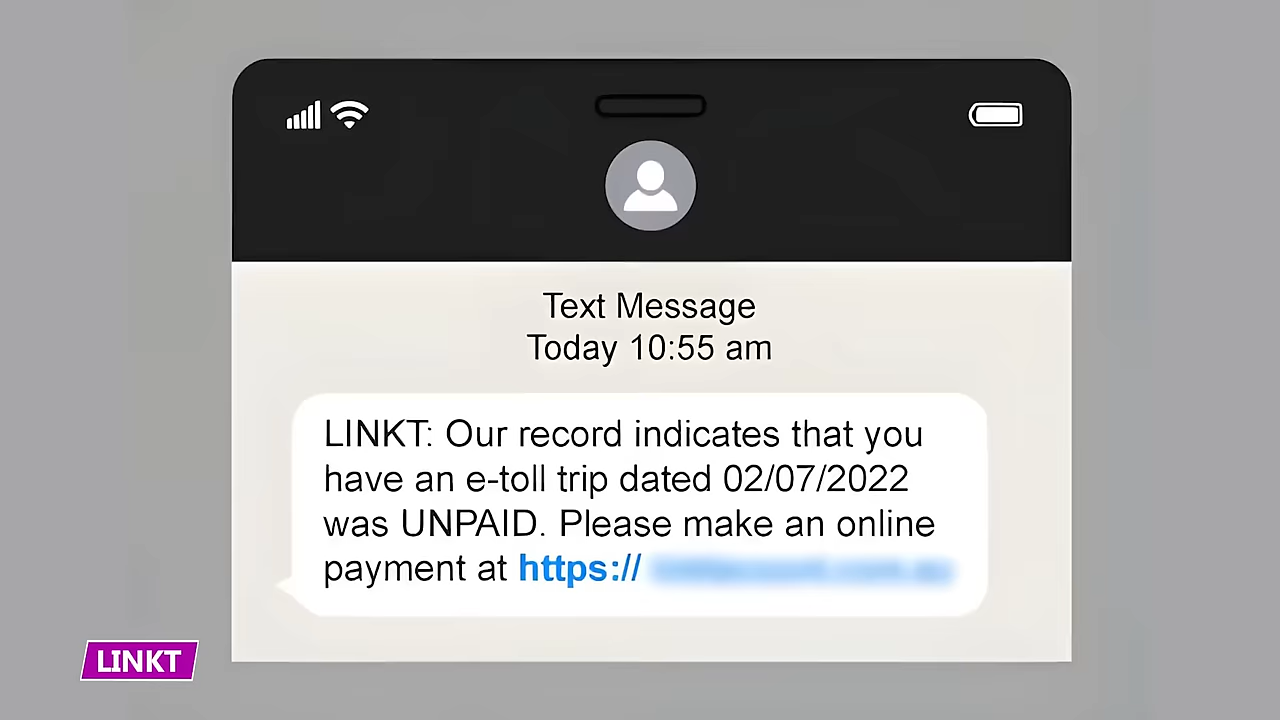 Text Message
Today 10:55 am
LINKT: Our record indicates that you
have an e-toll trip dated 02/07/2022
was UNPAID. Please make an online
payment at https://
LINKT